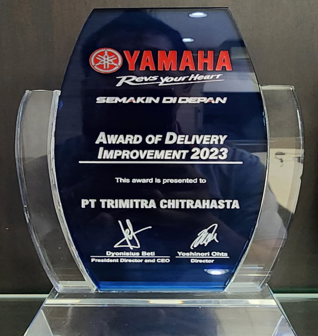 YAMAHA
Revs your Heart
SEMAKIN DI DEPAN
AWARD OF DELIVERY
IMPROVEMENT 2023
This award is presented to
PT TRIMITRA CHITRAHASTA
Dyonisius Beti Yoshinori Ohta
President Director and CEO Director